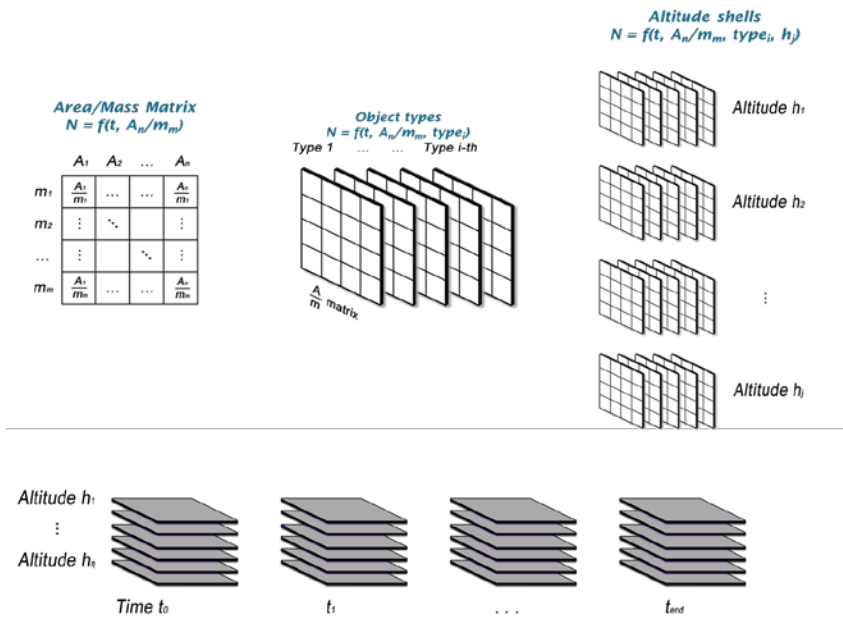 Area/Mass Matrix
N = f(t, Aₙ/mₘ)
A₁ A₂ ... Aₙ
m₁ A₁/m₁ ... ... Aₙ/m₁
m₂ ⋮ ⋱ ⋮
... ⋮ ⋱ ⋮
mₘ A₁/mₘ ... ... Aₙ/mₘ
Object types
N = f(t, Aₙ/mₘ, typeᵢ)
Type 1 ... ... Type i-th
A/m matrix
Altitude shells
N = f(t, Aₙ/mₘ, typeᵢ, hⱼ)
Altitude h₁
Altitude h₂
⋮
Altitude hⱼ
Altitude h₁
⋮
Altitude hⱼ
Time t₀ t₁ ... tₑₙd